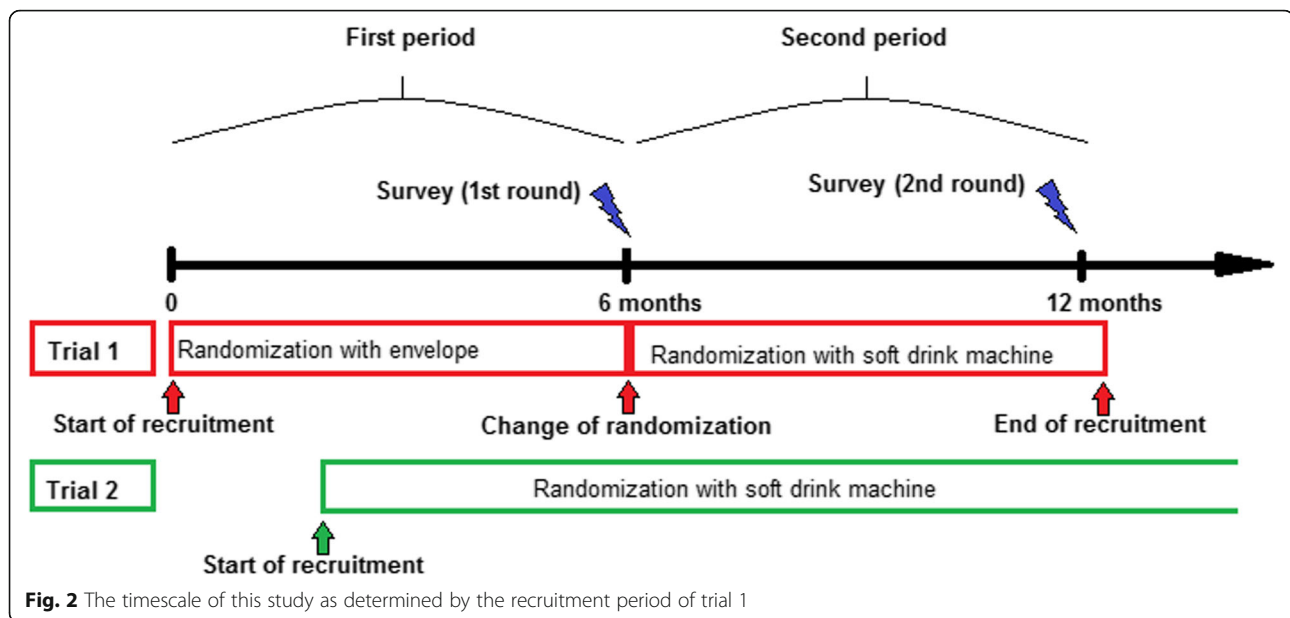 First period
Second period
Survey (1st round)
Survey (2nd round)
0
6 months
12 months
Trial 1
Randomization with envelope
Randomization with soft drink machine
Start of recruitment
Change of randomization
End of recruitment
Trial 2
Randomization with soft drink machine
Start of recruitment
Fig. 2 The timescale of this study as determined by the recruitment period of trial 1